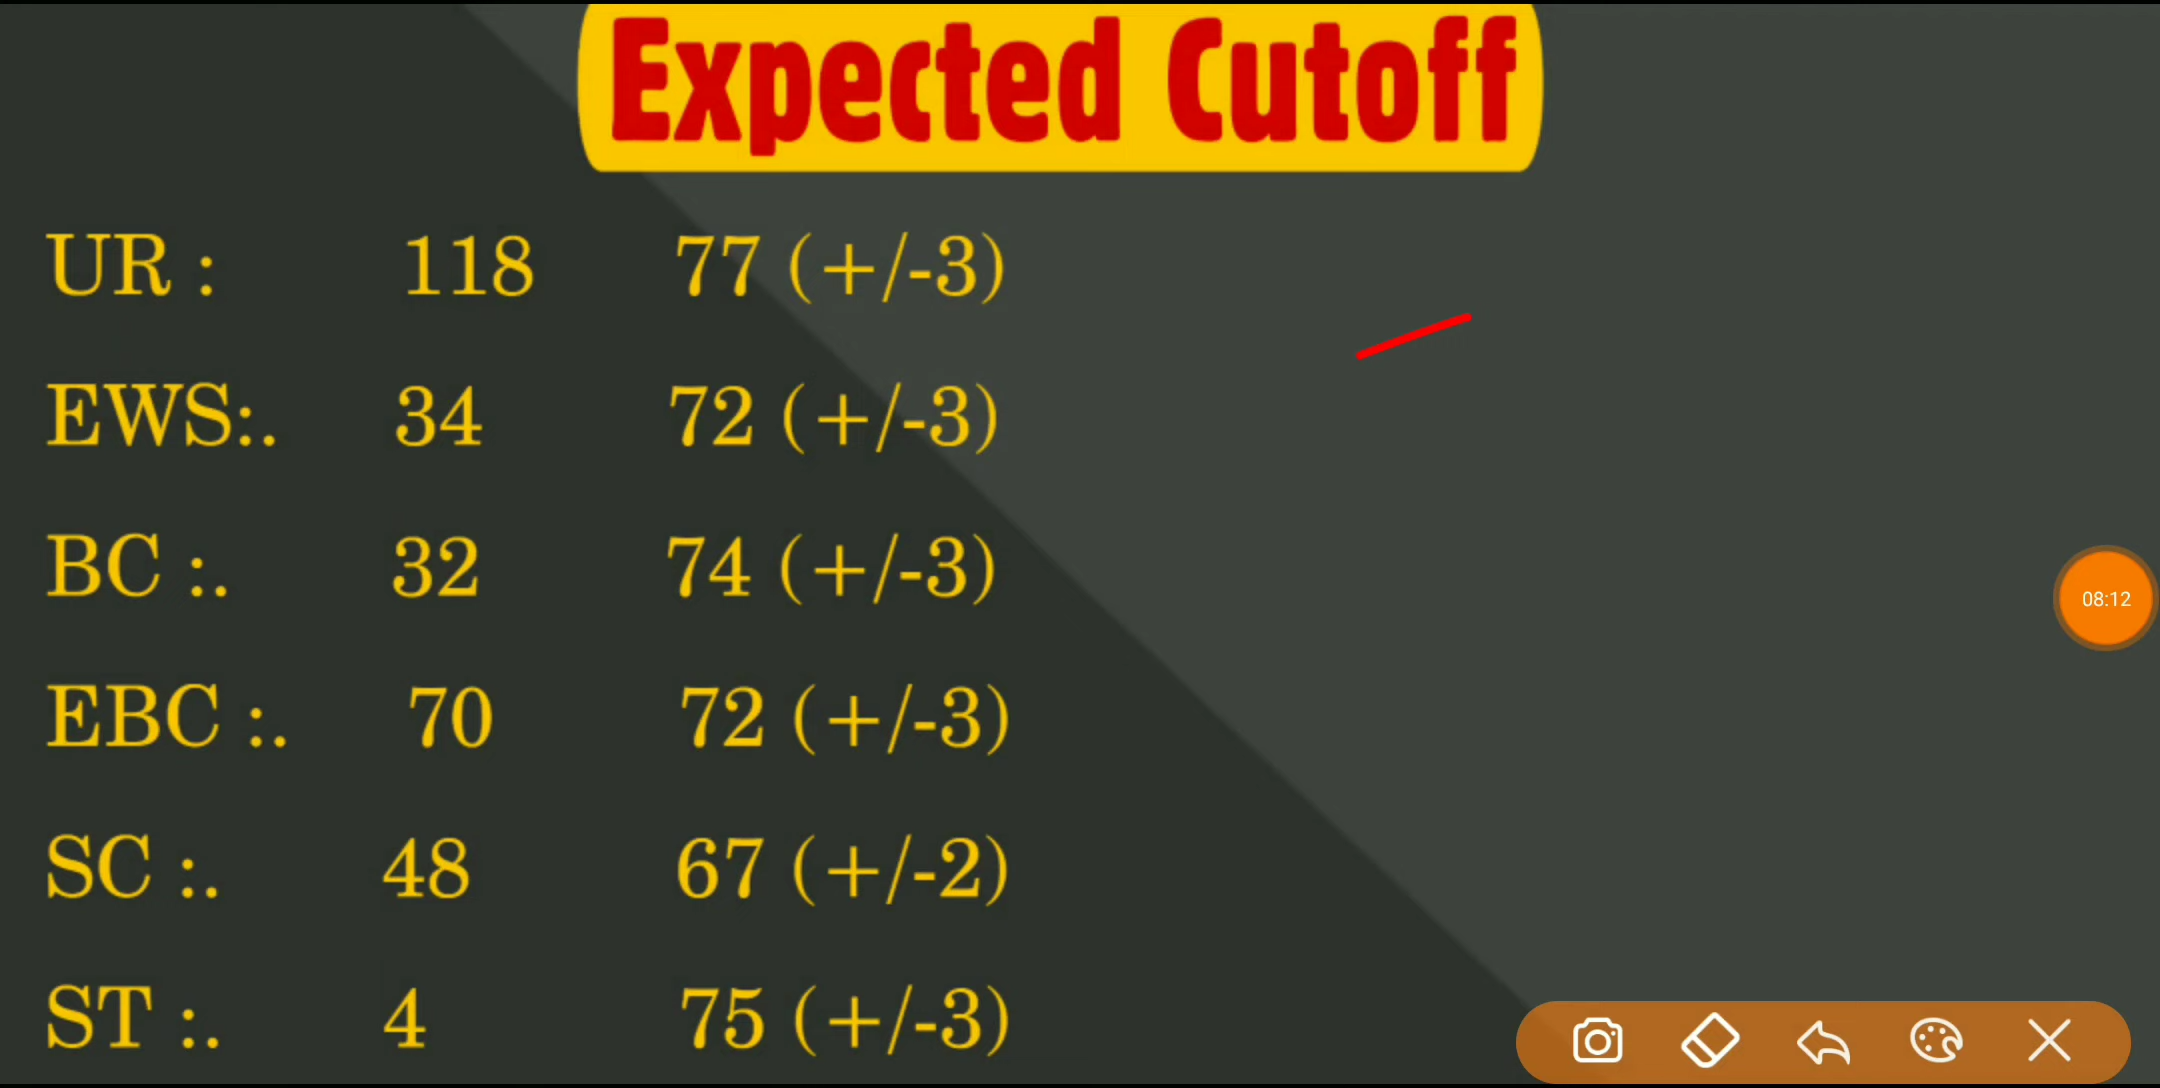 Expected Cutoff
UR : 118 77 (+/-3)
EWS:. 34 72 (+/-3)
BC :. 32 74 (+/-3)
08:12
EBC :. 70 72 (+/-3)
SC :. 48 67 (+/-2)
ST :. 4 75 (+/-3)